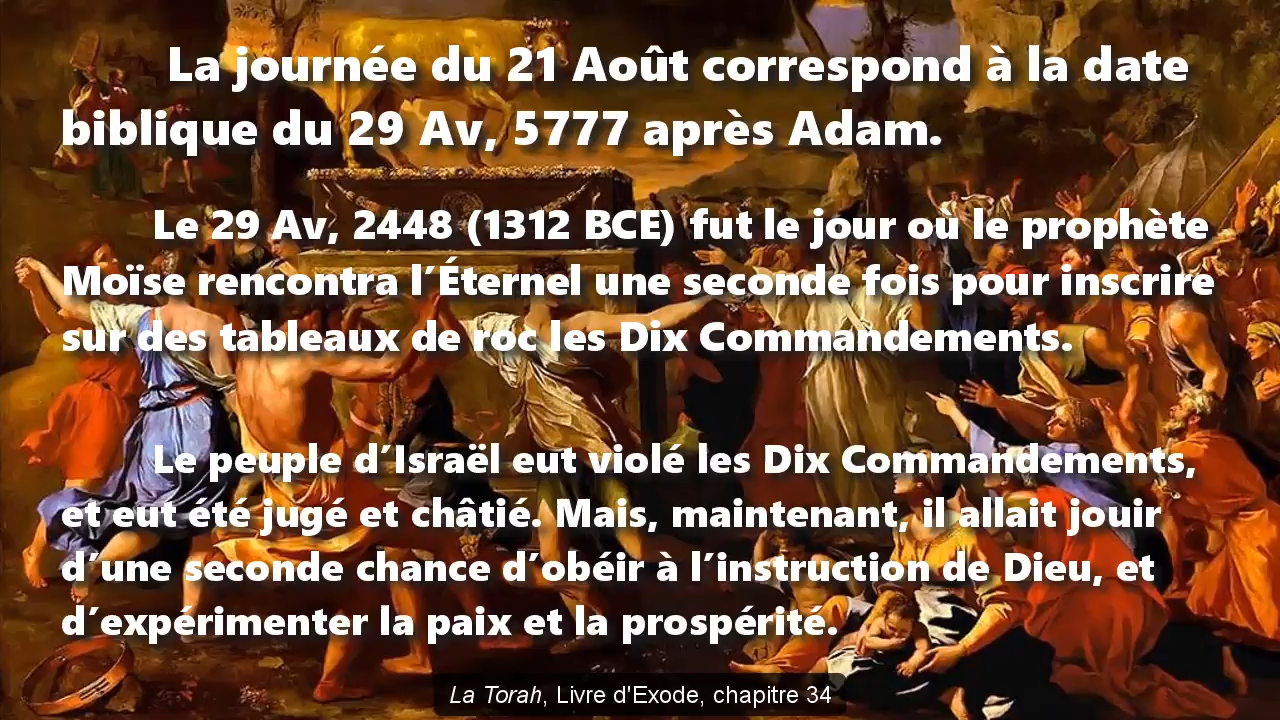 La journée du 21 Août correspond à la date
biblique du 29 Av, 5777 après Adam.
Le 29 Av, 2448 (1312 BCE) fut le jour où le prophète
Moïse rencontra l´Éternel une seconde fois pour inscrire
sur des tableaux de roc les Dix Commandements.
Le peuple d´Israël eut violé les Dix Commandements,
et eut été jugé et châtié. Mais, maintenant, il allait jouir
d´une seconde chance d´obéir à l´instruction de Dieu, et
d´expérimenter la paix et la prospérité.
La Torah, Livre d'Exode, chapitre 34